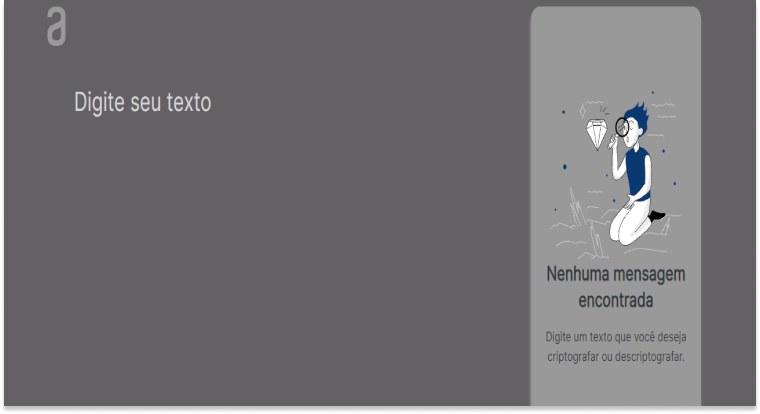 a
Digite seu texto
Nenhuma mensagem
encontrada
Digite um texto que você deseja
criptografar ou descriptografar.